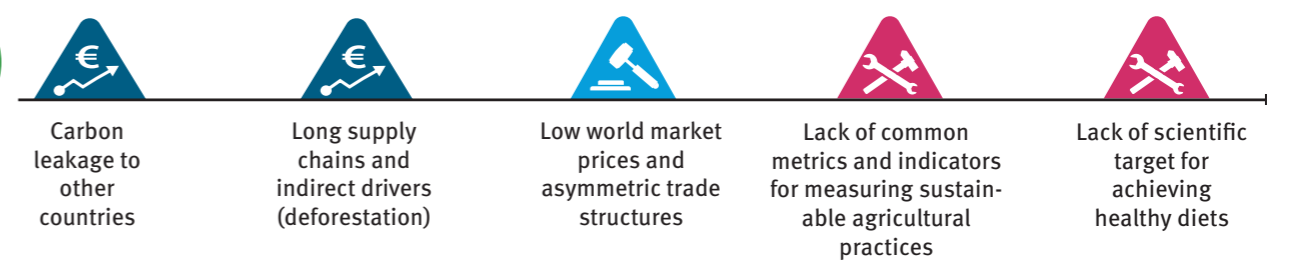 €
€
Carbon
leakage to
other
countries
Long supply
chains and
indirect drivers
(deforestation)
Low world market
prices and
asymmetric trade
structures
Lack of common
metrics and indicators
for measuring sustain-
able agricultural
practices
Lack of scientific
target for
achieving
healthy diets